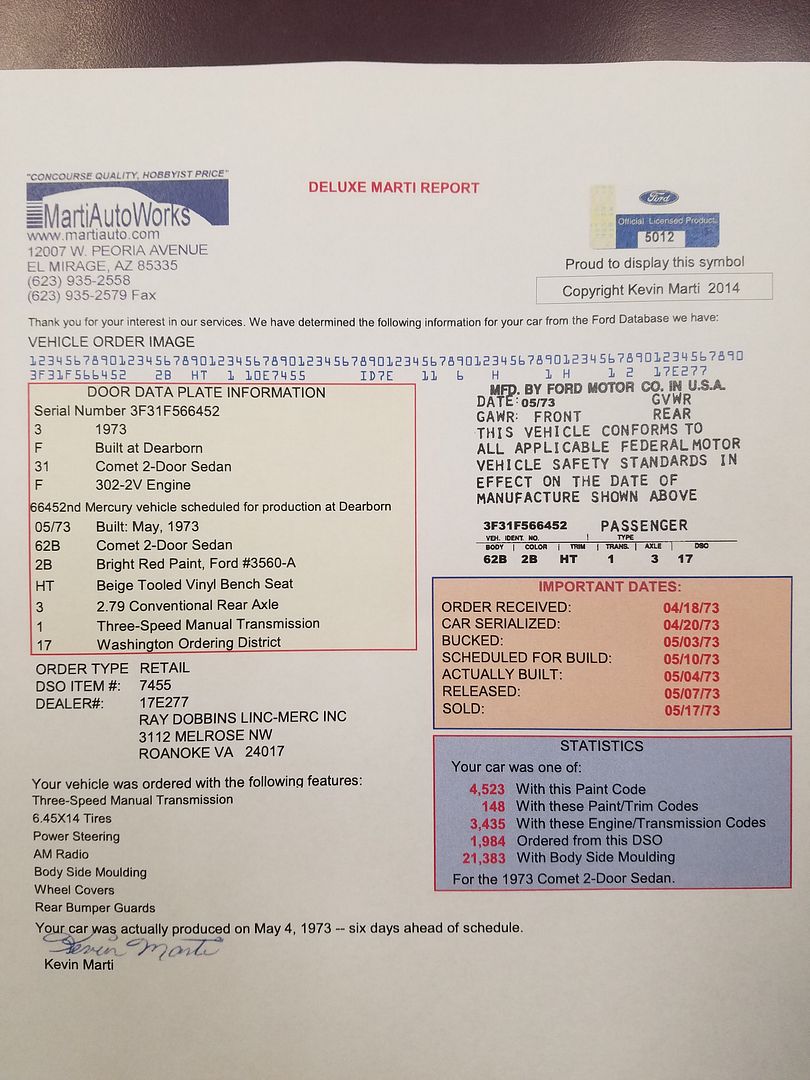 "CONCOURSE QUALITY, HOBBYIST PRICE"
MartiAutoWorks
www.martiauto.com
12007 W. PEORIA AVENUE
EL MIRAGE, AZ 85335
(623) 935-2558
(623) 935-2579 Fax
DELUXE MARTI REPORT
Ford
Official Licensed Product
5012
Proud to display this symbol
Copyright Kevin Marti 2014
Thank you for your interest in our services. We have determined the following information for your car from the Ford Database we have:
VEHICLE ORDER IMAGE
12345678901234567890123456789012345678901234567890123456789012345678901234567890
3F31F566452 2B HT 1 10E7455 ID7E 11 6 H 1 H 1 2 17E277
DOOR DATA PLATE INFORMATION
Serial Number 3F31F566452
3 1973
F Built at Dearborn
31 Comet 2-Door Sedan
F 302-2V Engine
66452nd Mercury vehicle scheduled for production at Dearborn
05/73 Built: May, 1973
62B Comet 2-Door Sedan
2B Bright Red Paint, Ford #3560-A
HT Beige Tooled Vinyl Bench Seat
3 2.79 Conventional Rear Axle
1 Three-Speed Manual Transmission
17 Washington Ordering District
MFD. BY FORD MOTOR CO. IN U.S.A.
DATE: 05/73 GVWR
GAWR: FRONT REAR
THIS VEHICLE CONFORMS TO
ALL APPLICABLE FEDERAL MOTOR
VEHICLE SAFETY STANDARDS IN
EFFECT ON THE DATE OF
MANUFACTURE SHOWN ABOVE
3F31F566452 PASSENGER
VEH. IDENT. NO. TYPE
BODY | COLOR | TRIM | TRANS. | AXLE | DSO
62B 2B HT 1 3 17
ORDER TYPE RETAIL
DSO ITEM #: 7455
DEALER#: 17E277
RAY DOBBINS LINC-MERC INC
3112 MELROSE NW
ROANOKE VA 24017
IMPORTANT DATES:
ORDER RECEIVED: 04/18/73
CAR SERIALIZED: 04/20/73
BUCKED: 05/03/73
SCHEDULED FOR BUILD: 05/10/73
ACTUALLY BUILT: 05/04/73
RELEASED: 05/07/73
SOLD: 05/17/73
Your vehicle was ordered with the following features:
Three-Speed Manual Transmission
6.45X14 Tires
Power Steering
AM Radio
Body Side Moulding
Wheel Covers
Rear Bumper Guards
STATISTICS
Your car was one of:
4,523 With this Paint Code
148 With these Paint/Trim Codes
3,435 With these Engine/Transmission Codes
1,984 Ordered from this DSO
21,383 With Body Side Moulding
For the 1973 Comet 2-Door Sedan.
Your car was actually produced on May 4, 1973 -- six days ahead of schedule.
Kevin Marti
Kevin Marti